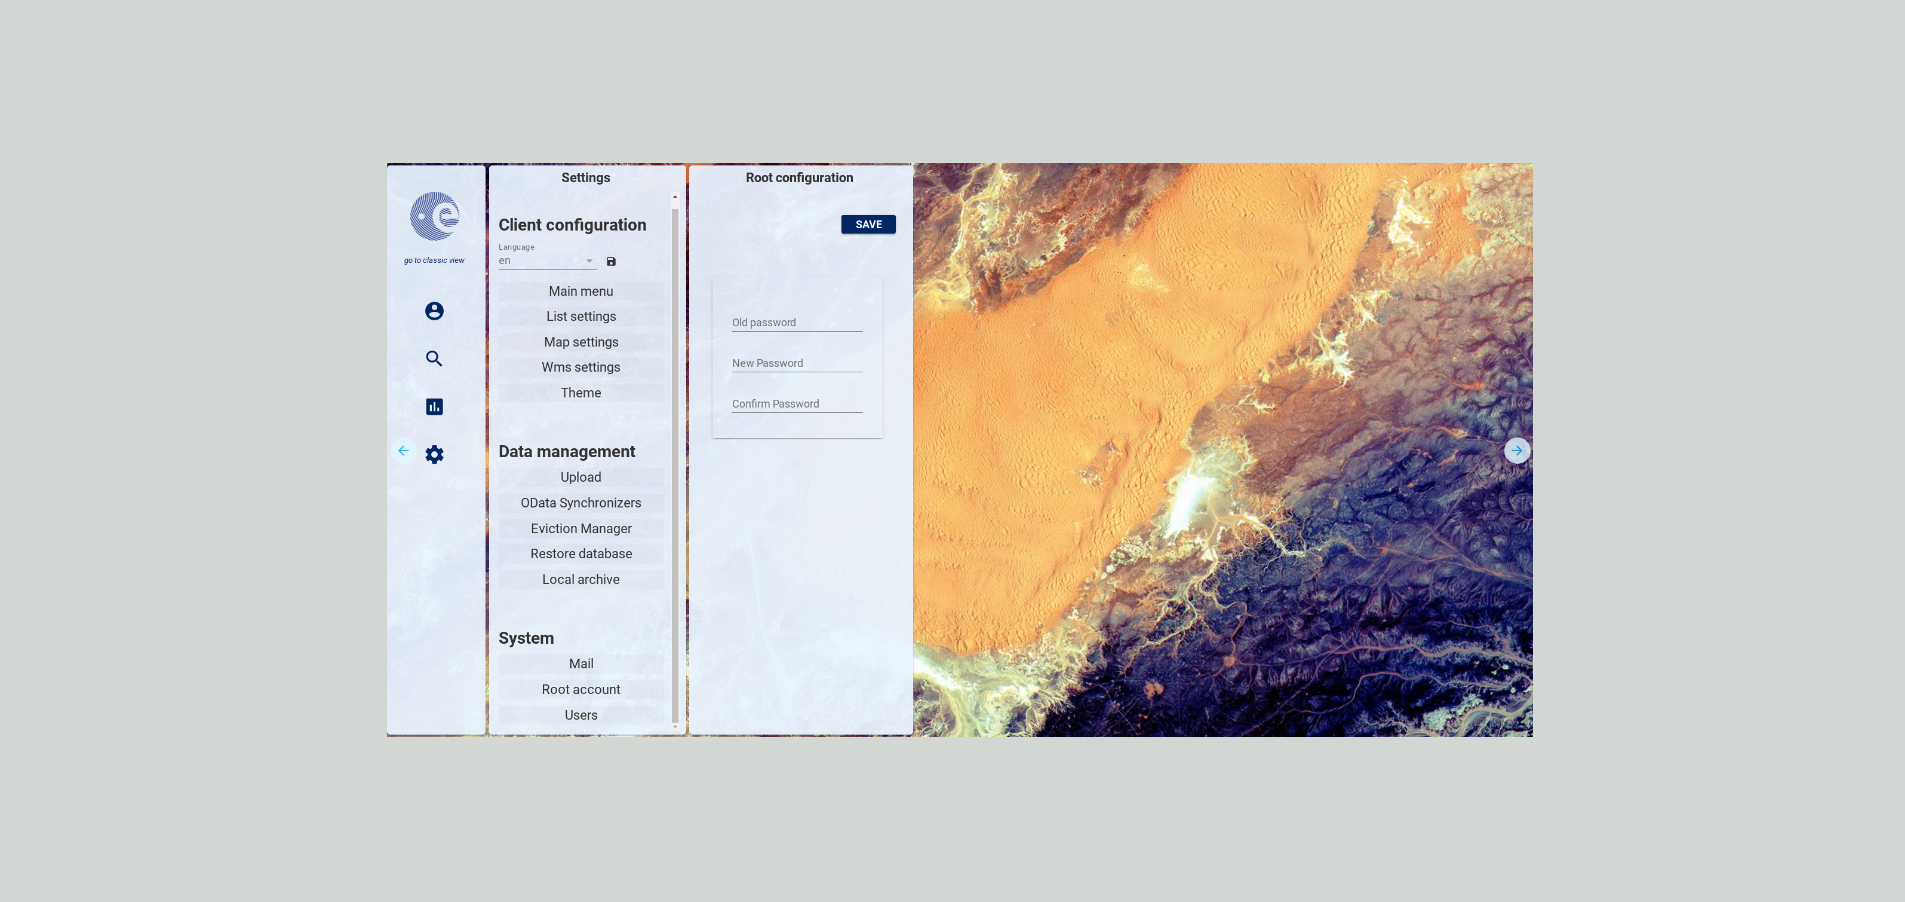 go to classic view
Settings
Client configuration
Language
en
Main menu
List settings
Map settings
Wms settings
Theme
Data management
Upload
OData Synchronizers
Eviction Manager
Restore database
Local archive
System
Mail
Root account
Users
Root configuration
SAVE
Old password
New Password
Confirm Password